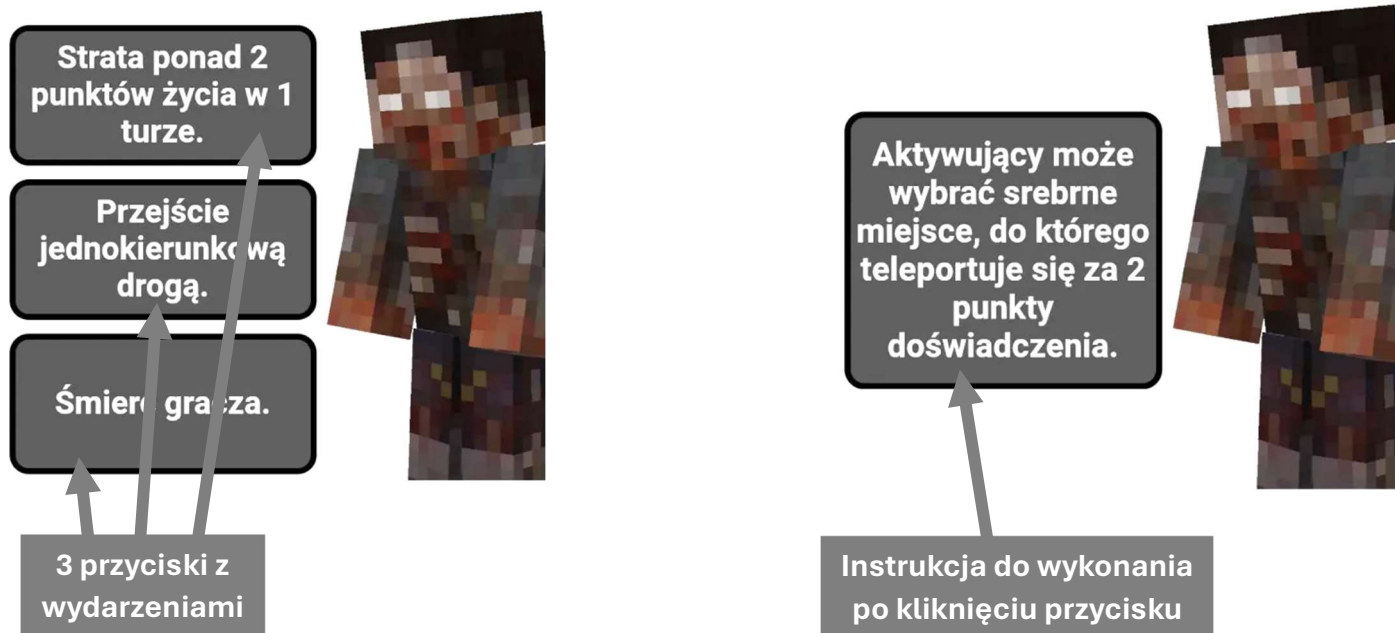 Strata ponad 2
punktów życia w 1
turze.
Przejście
jednokierunkową
drogą.
Śmierć gracza.
3 przyciski z
wydarzeniami
Aktywujący może
wybrać srebrne
miejsce, do którego
teleportuje się za 2
punkty
doświadczenia.
Instrukcja do wykonania
po kliknięciu przycisku